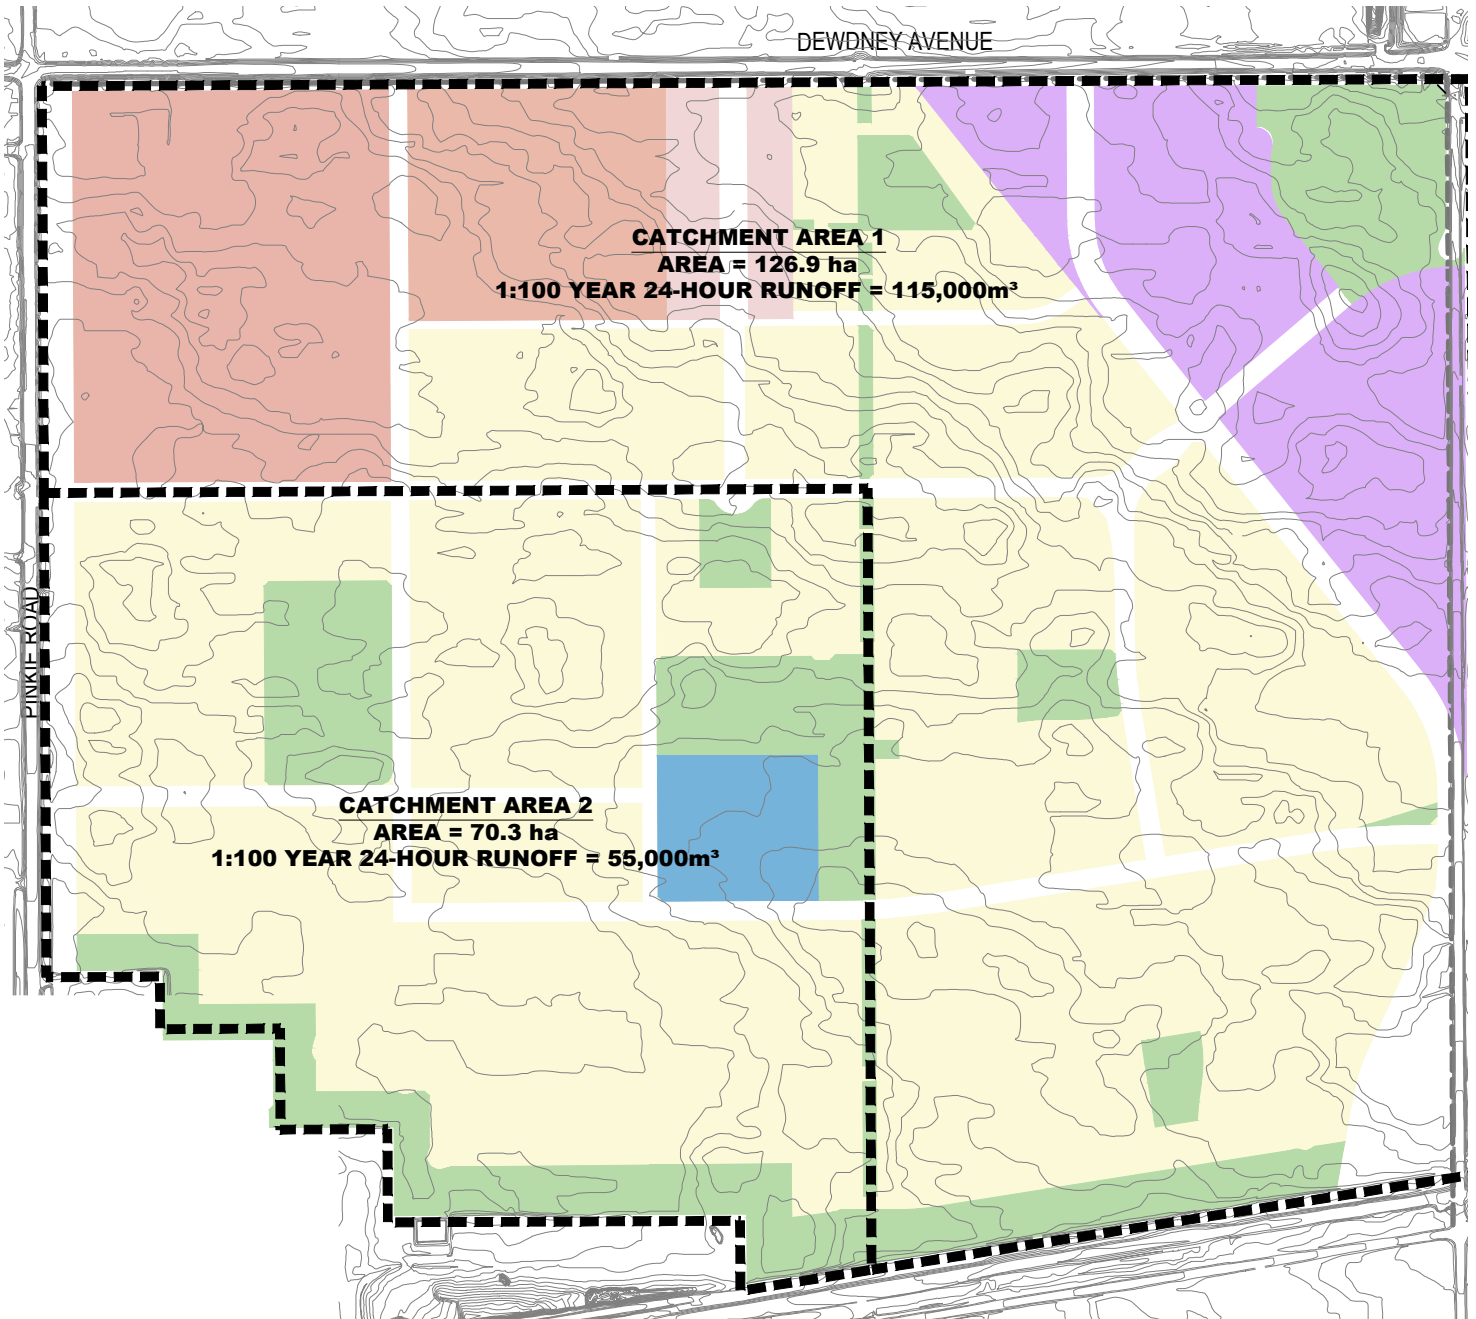 DEWDNEY AVENUE
CATCHMENT AREA 1
AREA = 126.9 ha
1:100 YEAR 24-HOUR RUNOFF = 115,000m³
PINKIE ROAD
CATCHMENT AREA 2
AREA = 70.3 ha
1:100 YEAR 24-HOUR RUNOFF = 55,000m³